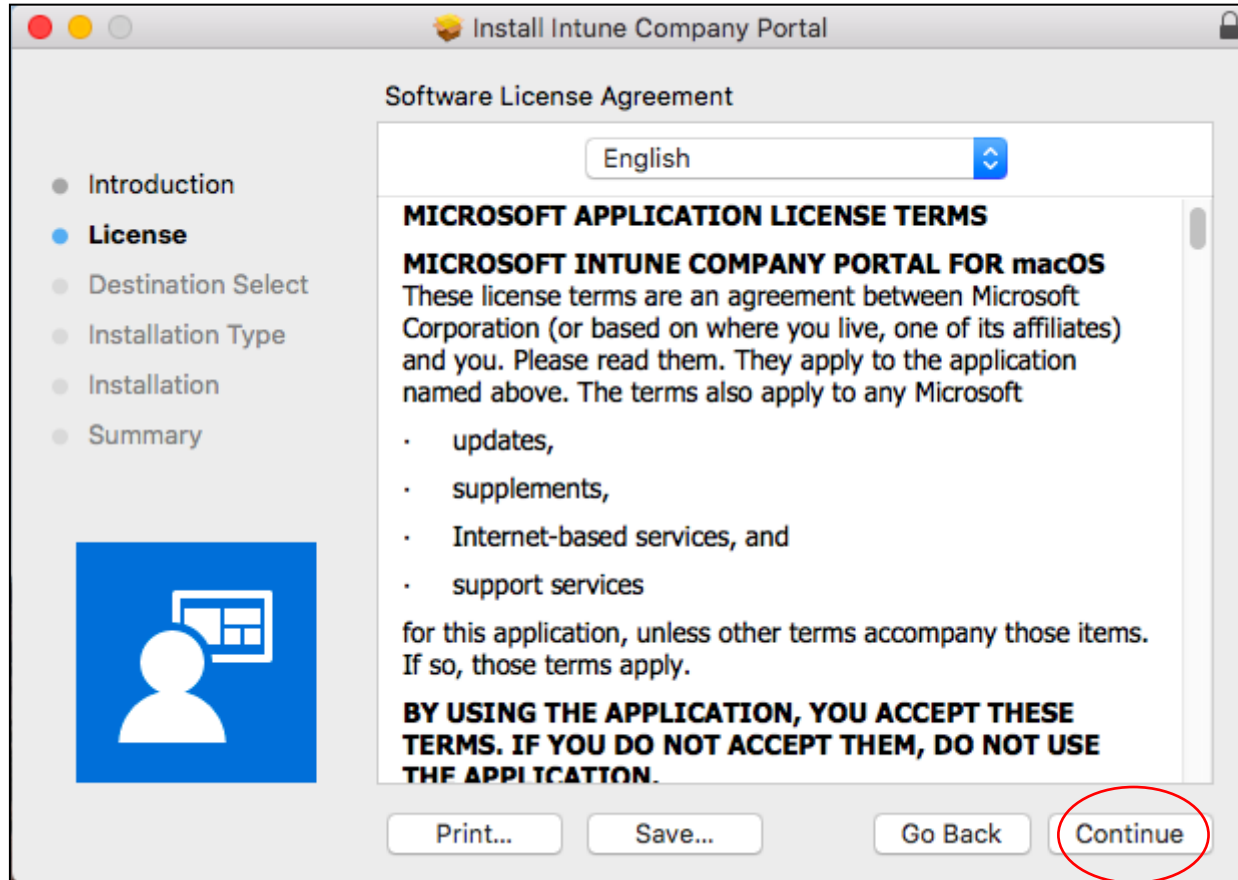 Install Intune Company Portal
Software License Agreement
English
Introduction
License
Destination Select
Installation Type
Installation
Summary
MICROSOFT APPLICATION LICENSE TERMS
MICROSOFT INTUNE COMPANY PORTAL FOR macOS
These license terms are an agreement between Microsoft
Corporation (or based on where you live, one of its affiliates)
and you. Please read them. They apply to the application
named above. The terms also apply to any Microsoft
· updates,
· supplements,
· Internet-based services, and
· support services
for this application, unless other terms accompany those items.
If so, those terms apply.
BY USING THE APPLICATION, YOU ACCEPT THESE
TERMS. IF YOU DO NOT ACCEPT THEM, DO NOT USE
THE APPLICATION.
Print... Save... Go Back Continue